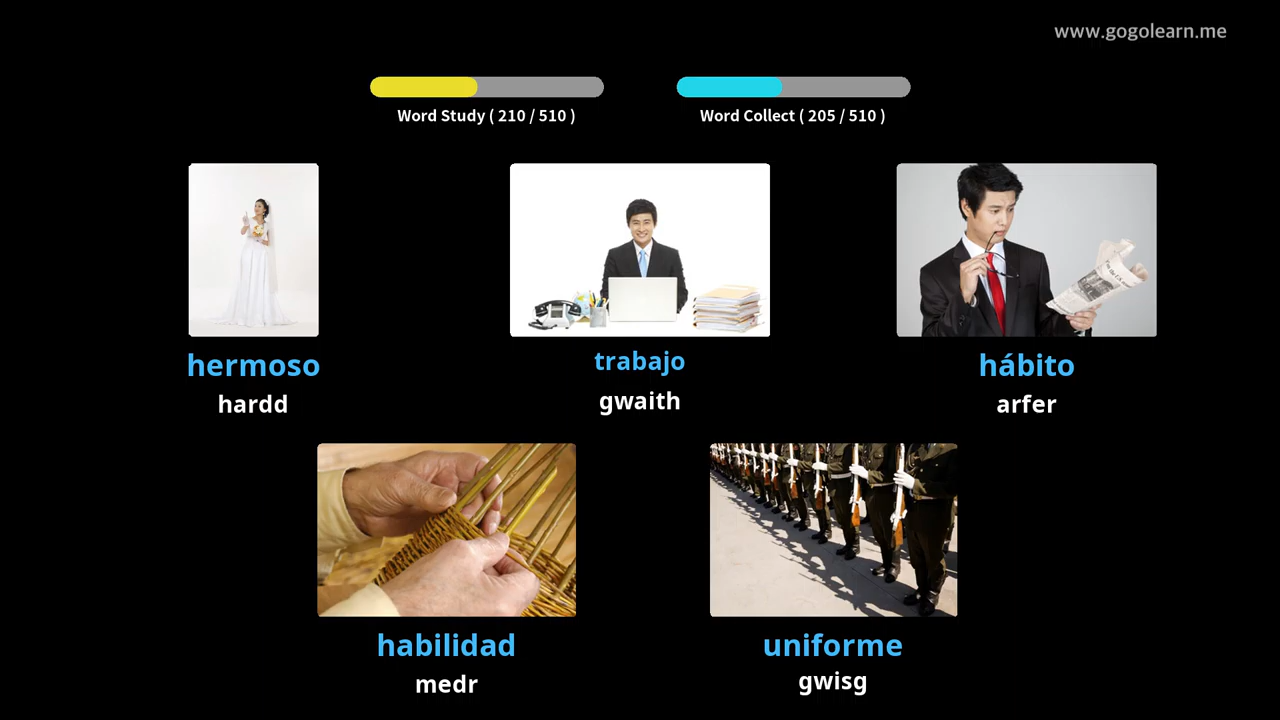 www.gogolearn.me
Word Study ( 210 / 510 )
Word Collect ( 205 / 510 )
hermoso
hardd
trabajo
gwaith
hábito
arfer
habilidad
medr
uniforme
gwisg